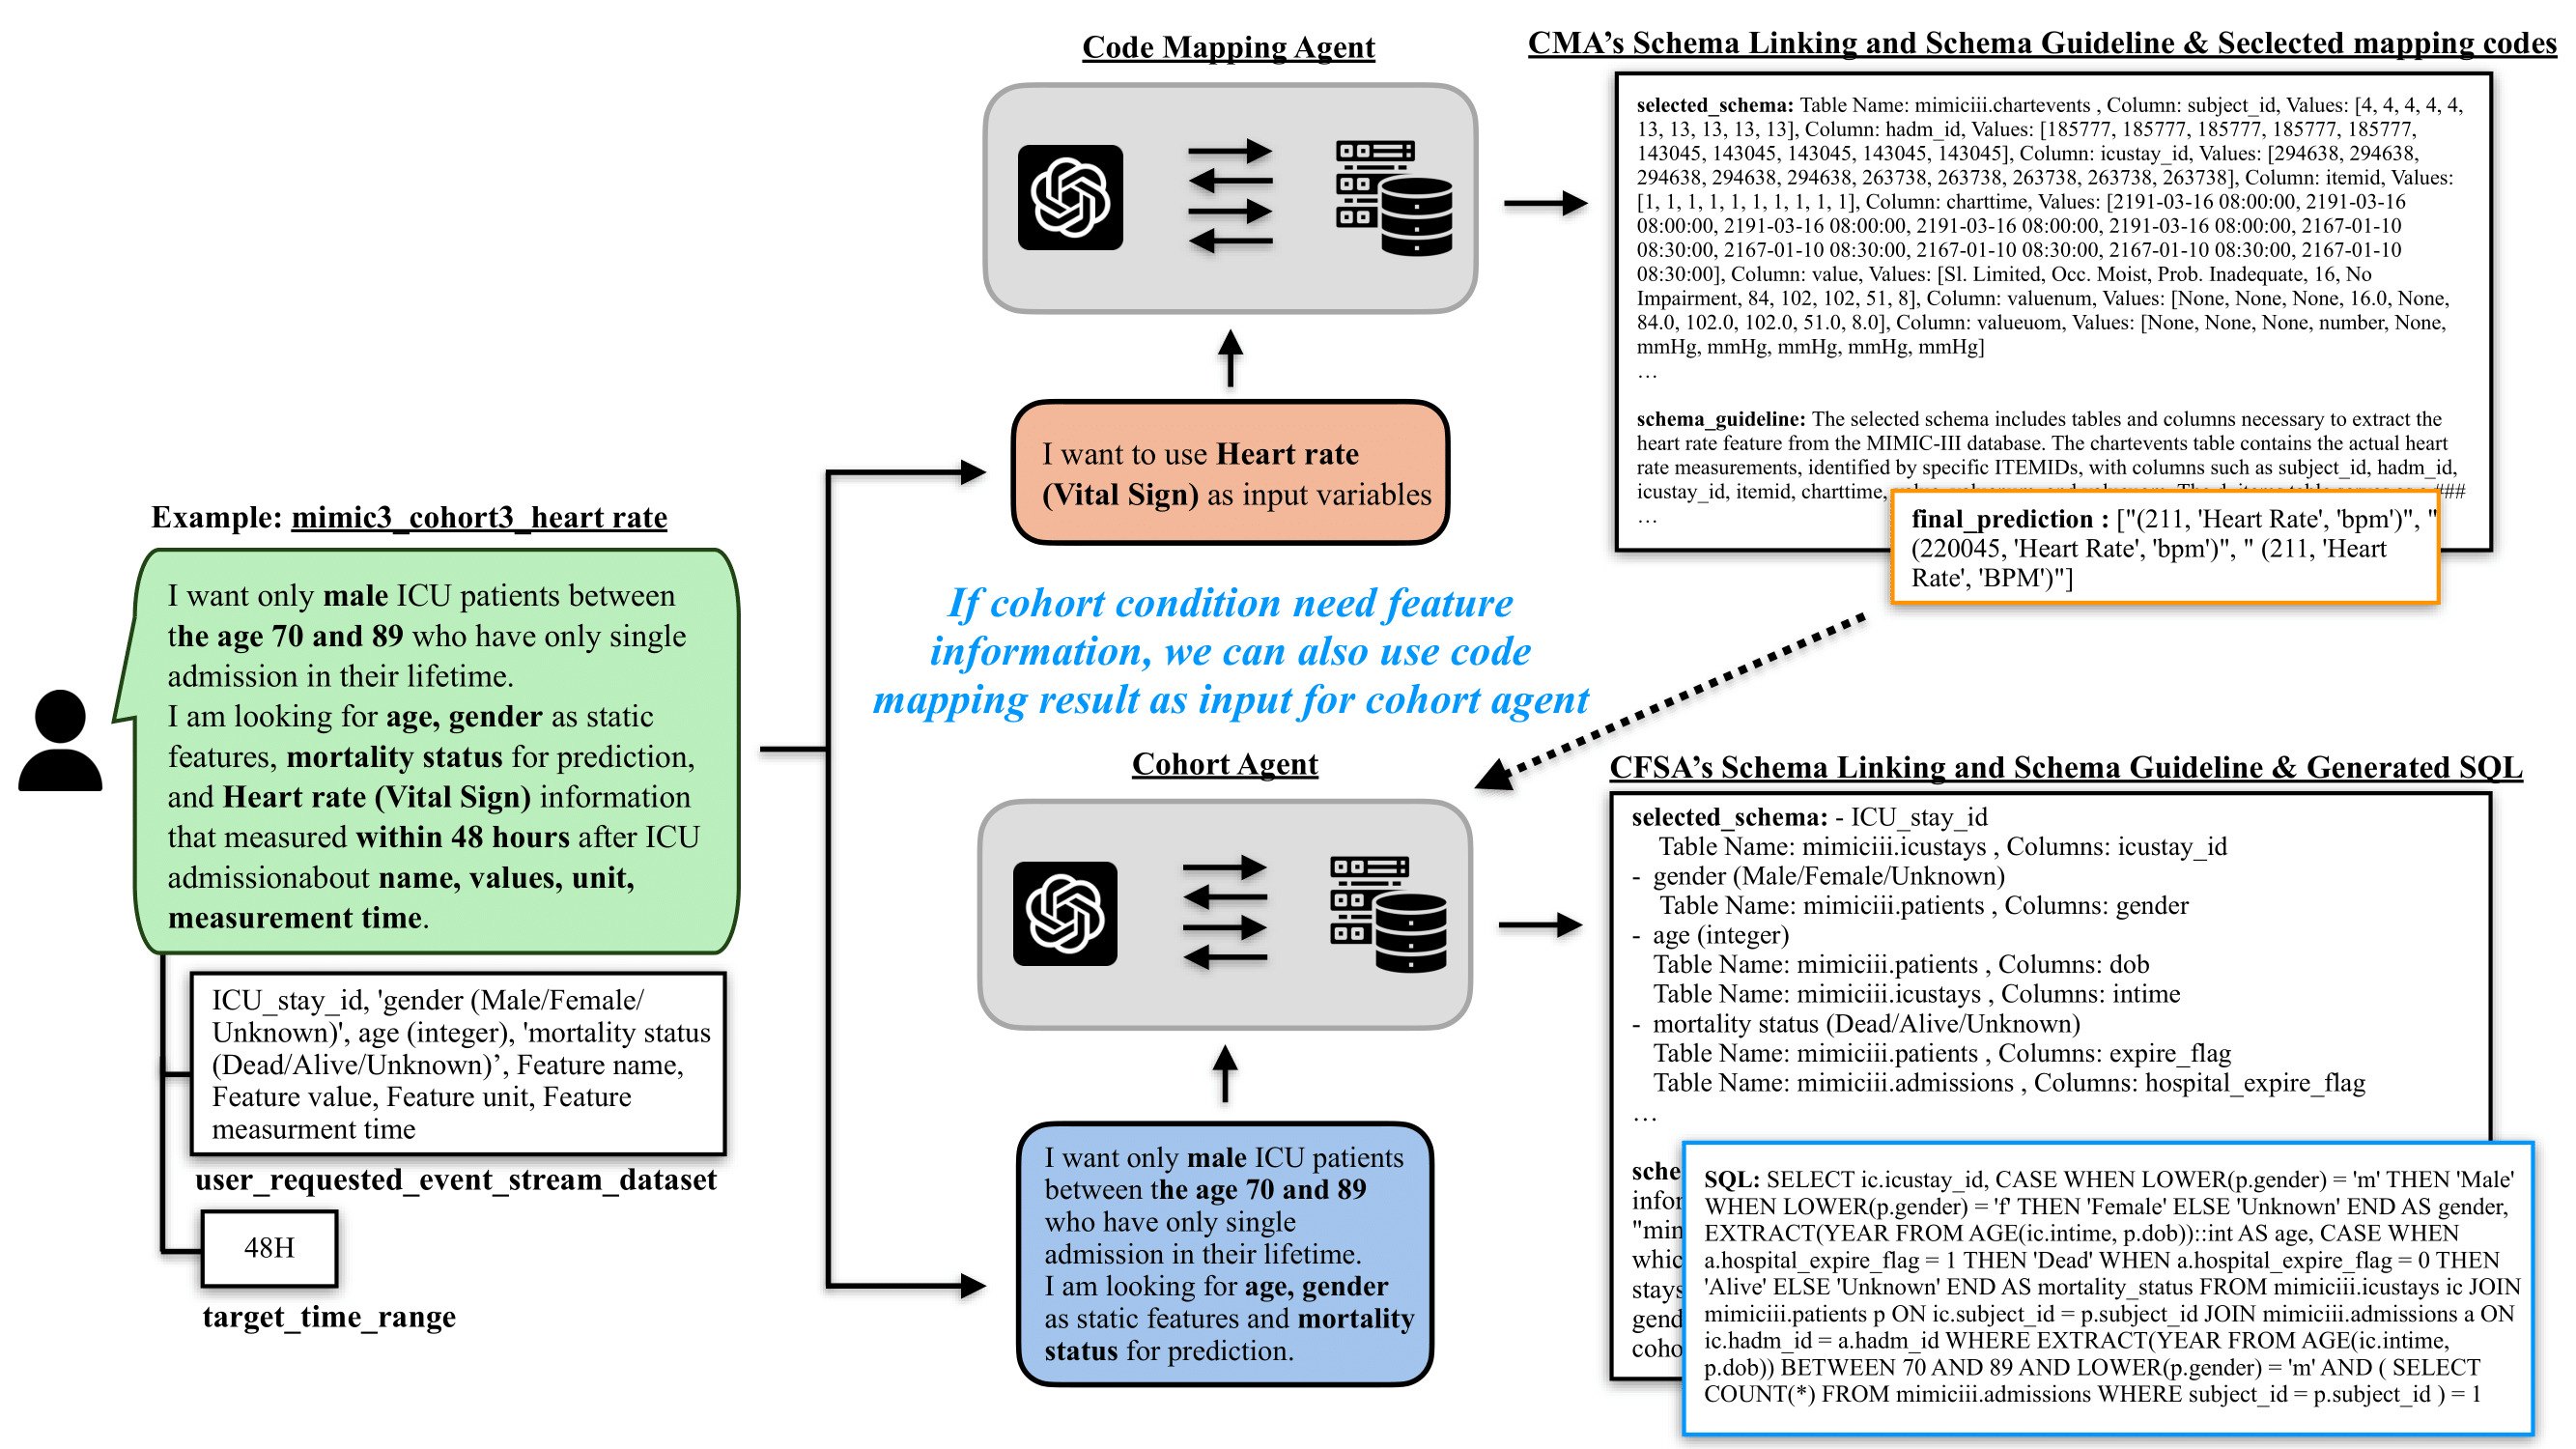 Code Mapping Agent
CMA's Schema Linking and Schema Guideline & Seclected mapping codes
selected_schema: Table Name: mimiciii.chartevents , Column: subject_id, Values: [4, 4, 4, 4, 4,
13, 13, 13, 13, 13], Column: hadm_id, Values: [185777, 185777, 185777, 185777, 185777,
143045, 143045, 143045, 143045, 143045], Column: icustay_id, Values: [294638, 294638,
294638, 294638, 294638, 263738, 263738, 263738, 263738, 263738], Column: itemid, Values:
[1, 1, 1, 1, 1, 1, 1, 1, 1, 1], Column: charttime, Values: [2191-03-16 08:00:00, 2191-03-16
08:00:00, 2191-03-16 08:00:00, 2191-03-16 08:00:00, 2191-03-16 08:00:00, 2167-01-10
08:30:00, 2167-01-10 08:30:00, 2167-01-10 08:30:00, 2167-01-10 08:30:00, 2167-01-10
08:30:00], Column: value, Values: [Sl. Limited, Occ. Moist, Prob. Inadequate, 16, No
Impairment, 84, 102, 102, 51, 8], Column: valuenum, Values: [None, None, None, 16.0, None,
84.0, 102.0, 102.0, 51.0, 8.0], Column: valueuom, Values: [None, None, None, number, None,
mmHg, mmHg, mmHg, mmHg, mmHg]
…
schema_guideline: The selected schema includes tables and columns necessary to extract the
heart rate feature from the MIMIC-III database. The chartevents table contains the actual heart
rate measurements, identified by specific ITEMIDs, with columns such as subject_id, hadm_id,
icustay_id, itemid, charttime, ###
…
final_prediction : ["(211, 'Heart Rate', 'bpm')", "
(220045, 'Heart Rate', 'bpm')", " (211, 'Heart
Rate', 'BPM')"]
I want to use Heart rate
(Vital Sign) as input variables
Example: mimic3_cohort3_heart rate
I want only male ICU patients between
the age 70 and 89 who have only single
admission in their lifetime.
I am looking for age, gender as static
features, mortality status for prediction,
and Heart rate (Vital Sign) information
that measured within 48 hours after ICU
admissionabout name, values, unit,
measurement time.
ICU_stay_id, 'gender (Male/Female/
Unknown)', age (integer), 'mortality status
(Dead/Alive/Unknown)’, Feature name,
Feature value, Feature unit, Feature
measurment time
user_requested_event_stream_dataset
48H
target_time_range
If cohort condition need feature
information, we can also use code
mapping result as input for cohort agent
Cohort Agent
I want only male ICU patients
between the age 70 and 89
who have only single
admission in their lifetime.
I am looking for age, gender
as static features and mortality
status for prediction.
CFSA's Schema Linking and Schema Guideline & Generated SQL
selected_schema: - ICU_stay_id
Table Name: mimiciii.icustays , Columns: icustay_id
- gender (Male/Female/Unknown)
Table Name: mimiciii.patients , Columns: gender
- age (integer)
Table Name: mimiciii.patients , Columns: dob
Table Name: mimiciii.icustays , Columns: intime
- mortality status (Dead/Alive/Unknown)
Table Name: mimiciii.patients , Columns: expire_flag
Table Name: mimiciii.admissions , Columns: hospital_expire_flag
…
sche
infor
"min
whic
stays
gend
coho
SQL: SELECT ic.icustay_id, CASE WHEN LOWER(p.gender) = 'm' THEN 'Male'
WHEN LOWER(p.gender) = 'f' THEN 'Female' ELSE 'Unknown' END AS gender,
EXTRACT(YEAR FROM AGE(ic.intime, p.dob))::int AS age, CASE WHEN
a.hospital_expire_flag = 1 THEN 'Dead' WHEN a.hospital_expire_flag = 0 THEN
'Alive' ELSE 'Unknown' END AS mortality_status FROM mimiciii.icustays ic JOIN
mimiciii.patients p ON ic.subject_id = p.subject_id JOIN mimiciii.admissions a ON
ic.hadm_id = a.hadm_id WHERE EXTRACT(YEAR FROM AGE(ic.intime,
p.dob)) BETWEEN 70 AND 89 AND LOWER(p.gender) = 'm' AND ( SELECT
COUNT(*) FROM mimiciii.admissions WHERE subject_id = p.subject_id ) = 1